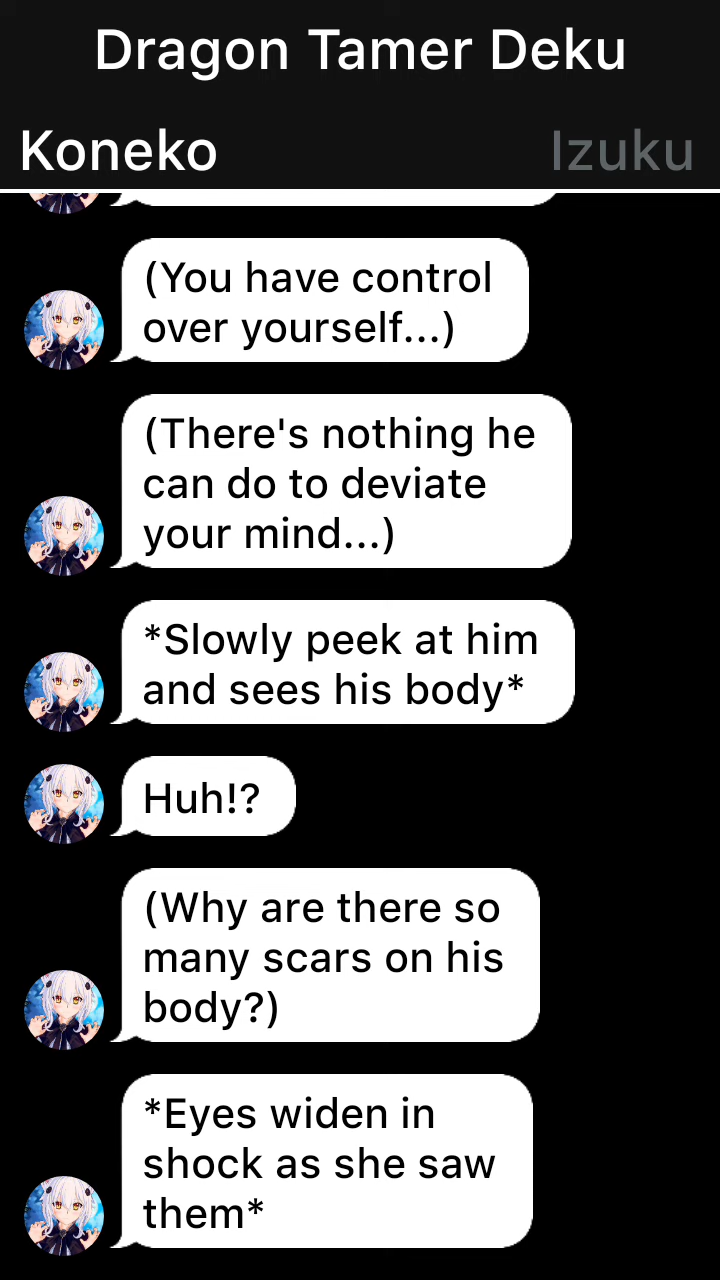 Dragon Tamer Deku
Koneko
Izuku
(You have control
over yourself...)
(There's nothing he
can do to deviate
your mind...)
*Slowly peek at him
and sees his body*
Huh!?
(Why are there so
many scars on his
body?)
*Eyes widen in
shock as she saw
them*